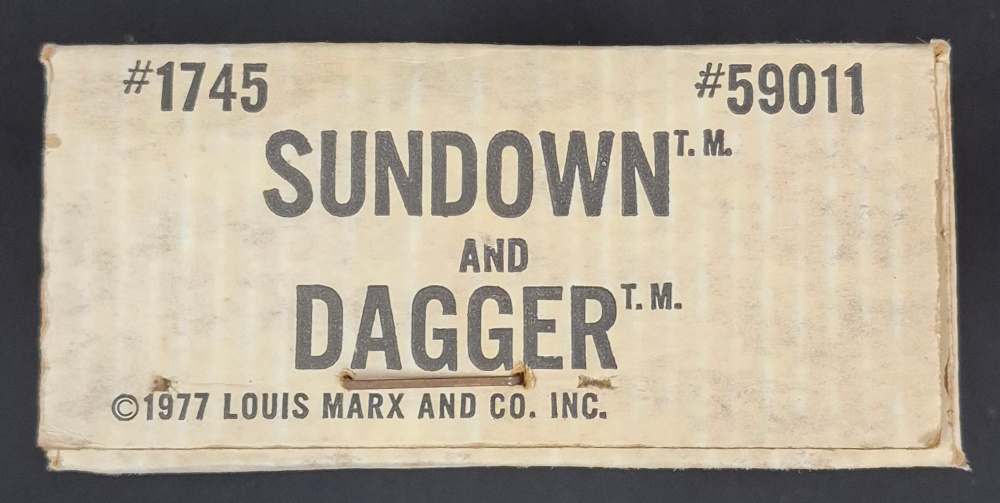 #1745 #59011
SUNDOWN T.M.
AND
DAGGER T.M.
©1977 LOUIS MARX AND CO. INC.